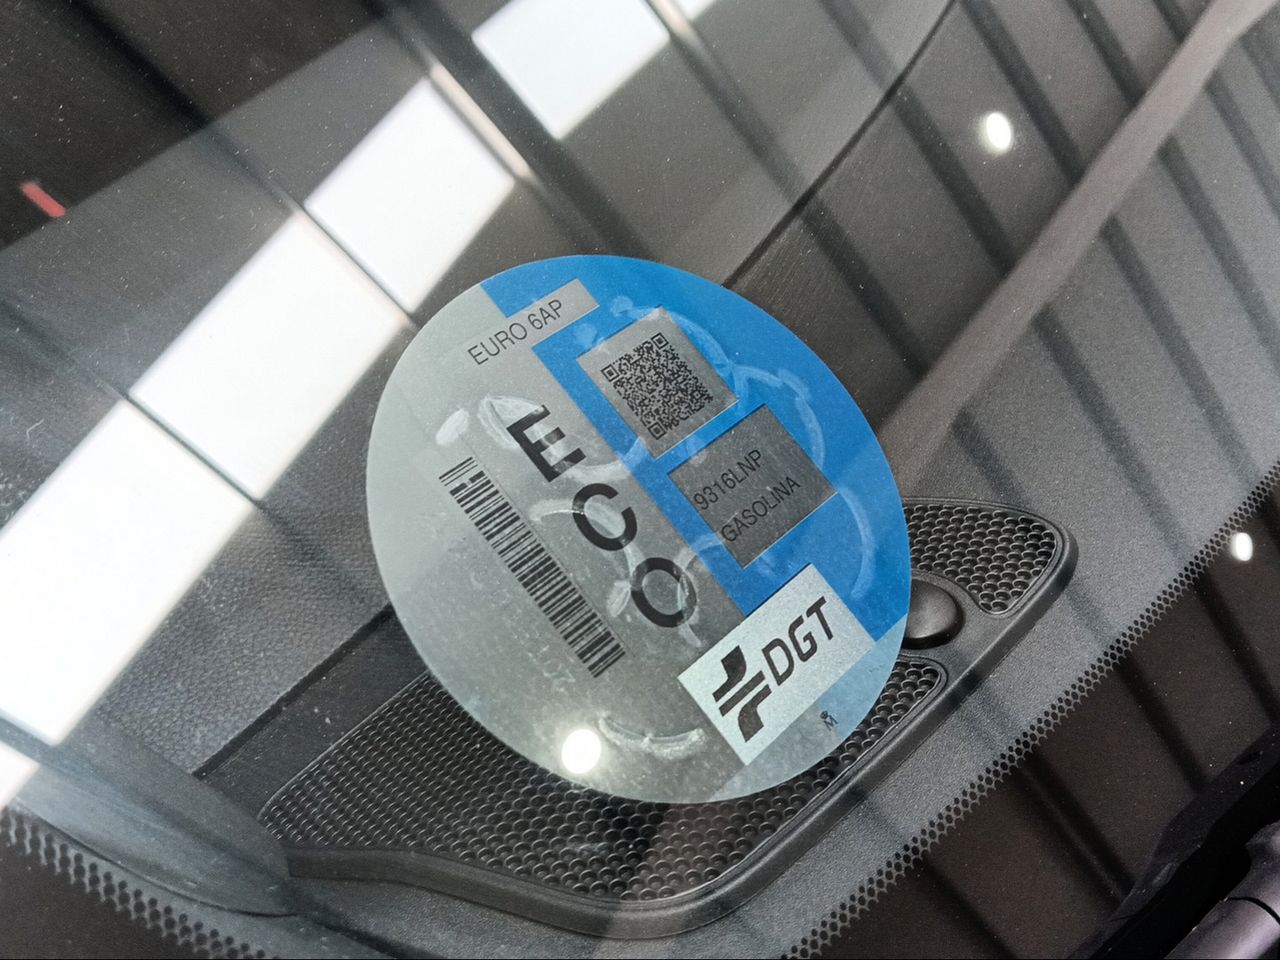 EURO 6AP
ECO
9316LNP
GASOLINA
DGT
M